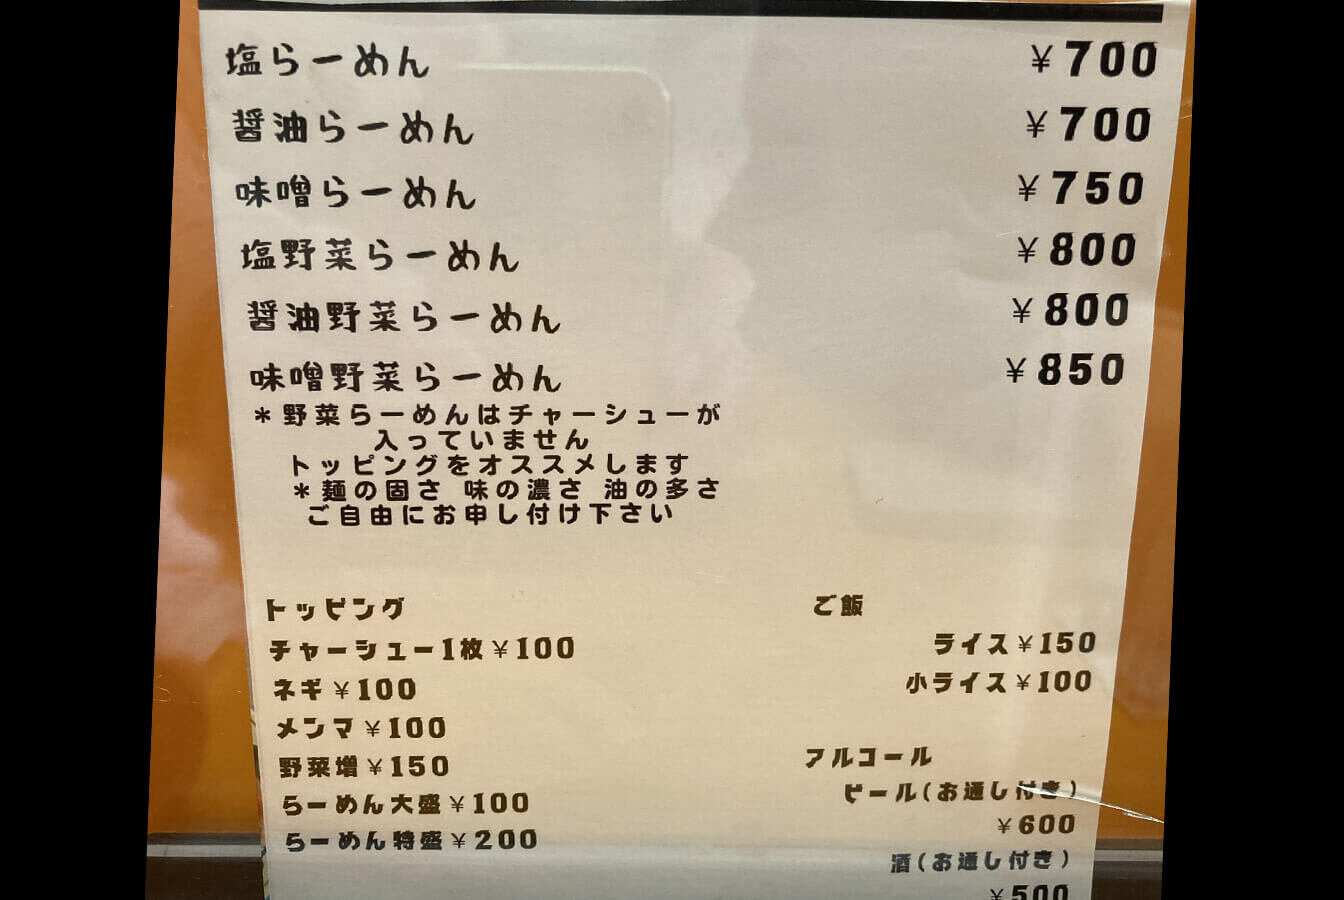 塩らーめん ¥700
醤油らーめん ¥700
味噌らーめん ¥750
塩野菜らーめん ¥800
醤油野菜らーめん ¥800
味噌野菜らーめん ¥850
*野菜らーめんはチャーシューが
入っていません
トッピングをオススメします
*麺の固さ 味の濃さ 油の多さ
ご自由にお申し付け下さい
トッピング
チャーシュー1枚¥100
ネギ¥100
メンマ¥100
野菜増¥150
らーめん大盛¥100
らーめん特盛¥200
ご飯
ライス¥150
小ライス¥100
アルコール
ビール(お通し付き)
¥600
酒(お通し付き)
¥500